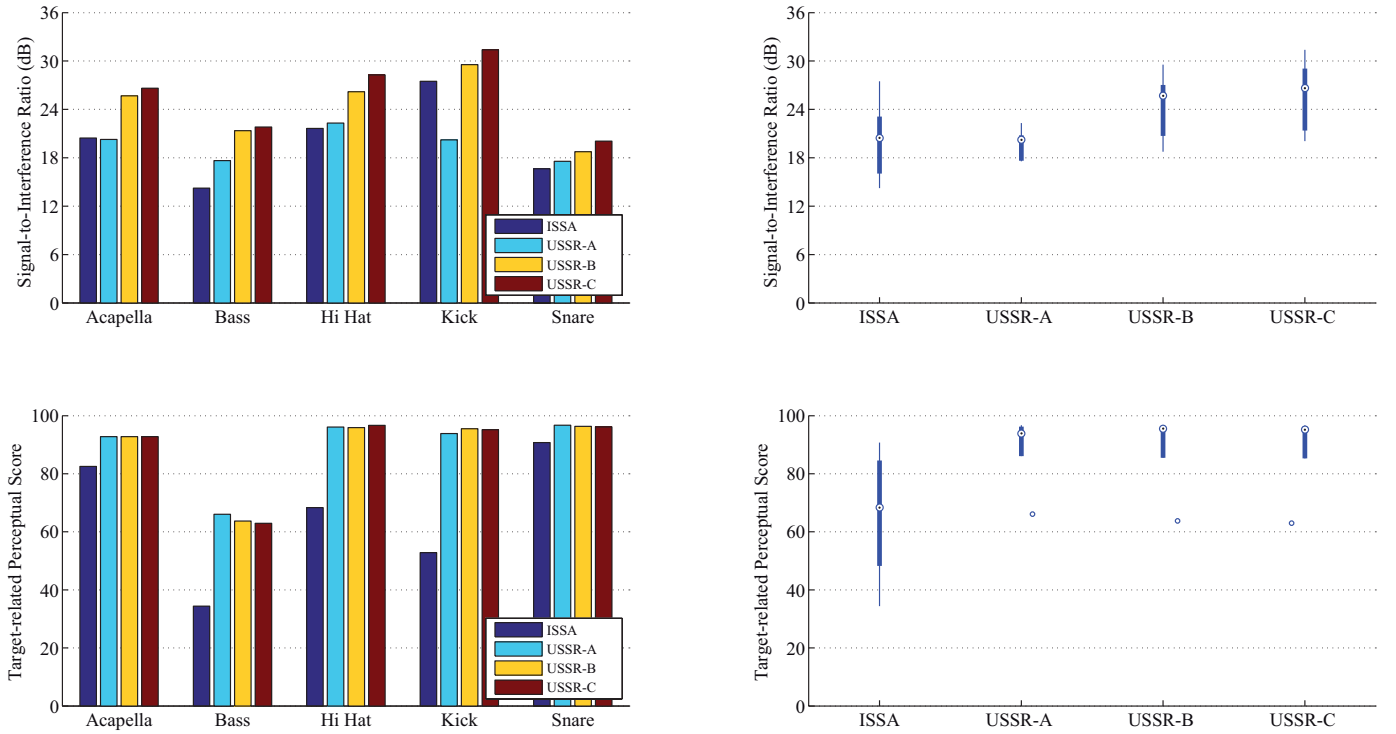 Signal-to-Interference Ratio (dB)
36
30
24
18
12
6
0
Acapella Bass Hi Hat Kick Snare
ISSA
USSR-A
USSR-B
USSR-C
Signal-to-Interference Ratio (dB)
36
30
24
18
12
6
0
ISSA USSR-A USSR-B USSR-C
Target-related Perceptual Score
100
80
60
40
20
0
Acapella Bass Hi Hat Kick Snare
ISSA
USSR-A
USSR-B
USSR-C
Target-related Perceptual Score
100
80
60
40
20
0
ISSA USSR-A USSR-B USSR-C